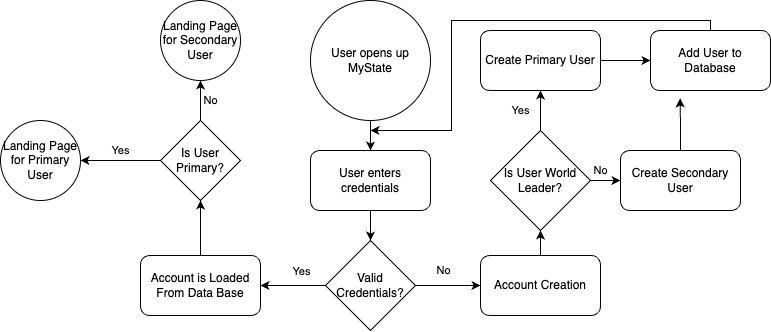 Landing Page
for Secondary
User
User opens up
MyState
Create Primary User
Add User to
Database
No
Yes
Landing Page
for Primary
User
Yes
Is User
Primary?
User enters
credentials
Is User World
Leader?
No
Create Secondary
User
Account is Loaded
From Data Base
Yes
Valid
Credentials?
No
Account Creation